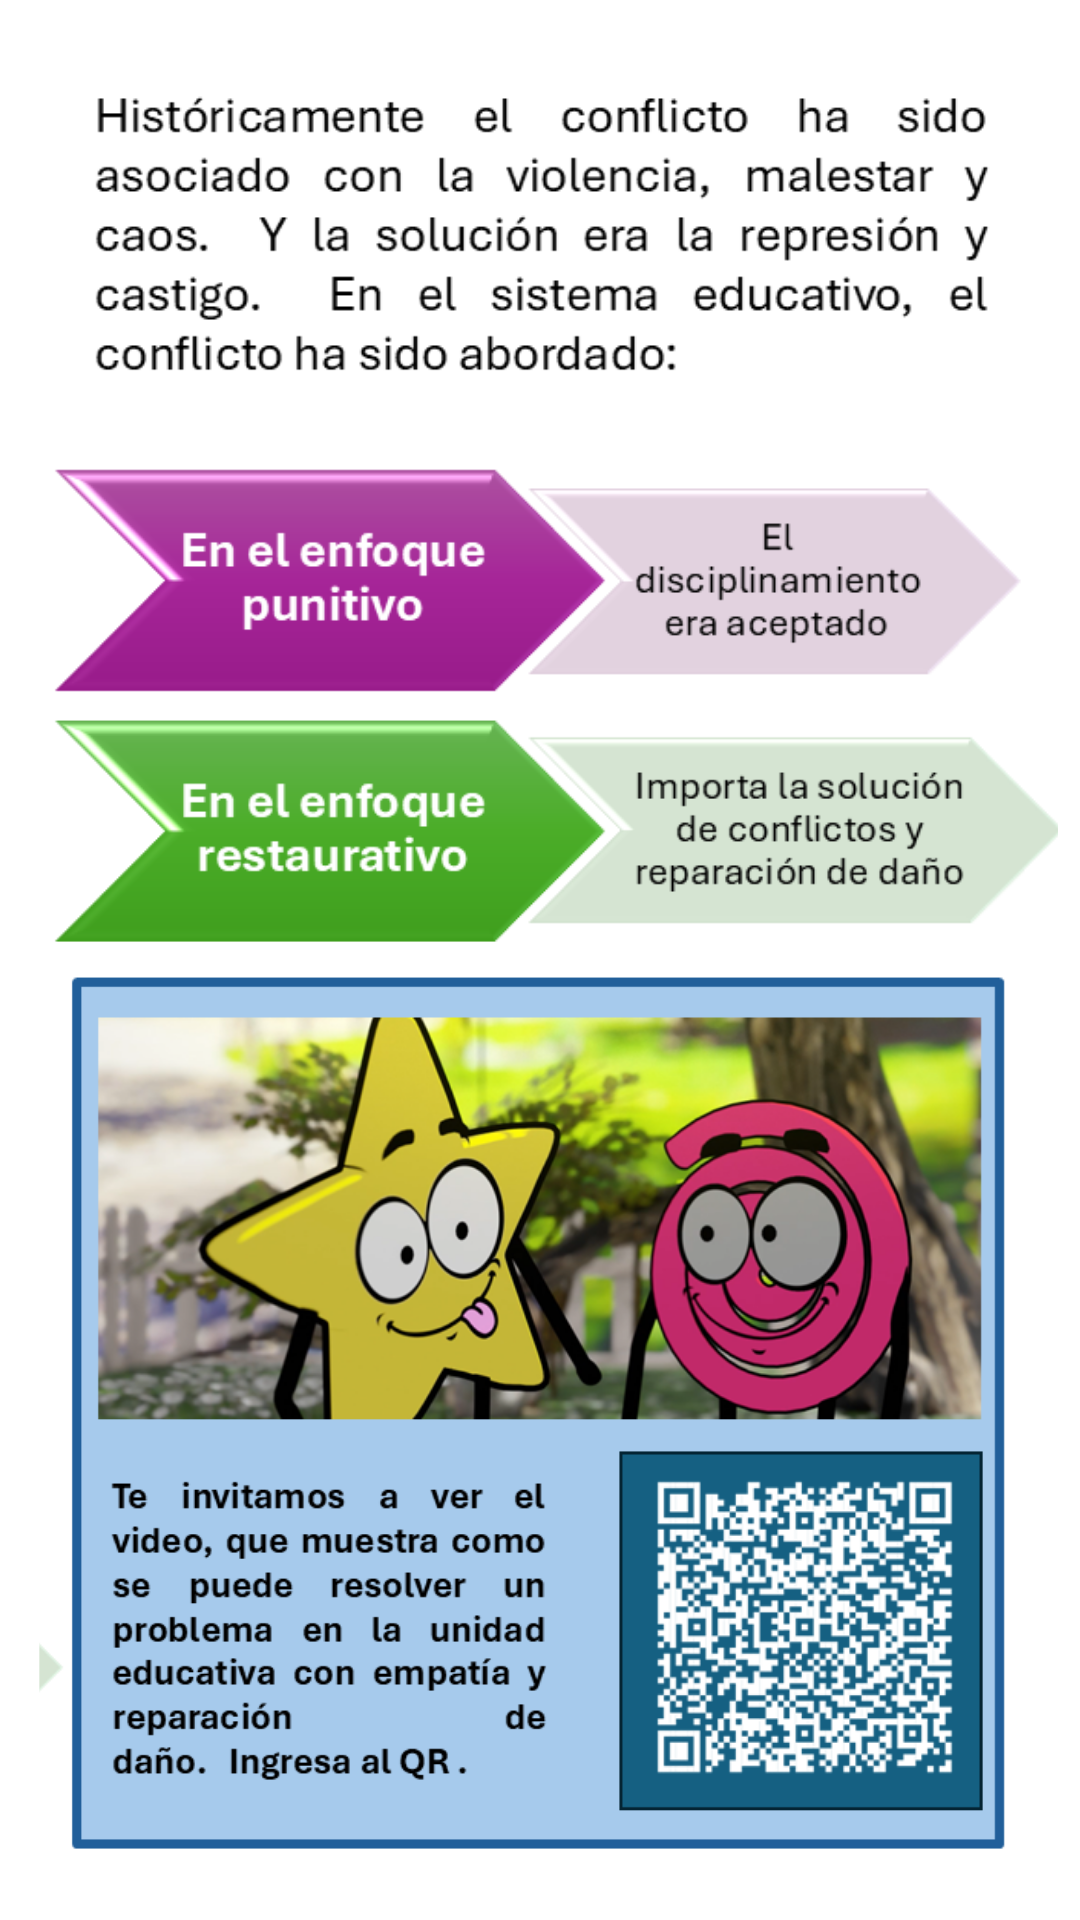 Históricamente el conflicto ha sido
asociado con la violencia, malestar y
caos. Y la solución era la represión y
castigo. En el sistema educativo, el
conflicto ha sido abordado:
En el enfoque
punitivo
El
disciplinamiento
era aceptado
En el enfoque
restaurativo
Importa la solución
de conflictos y
reparación de daño
Te invitamos a ver el
video, que muestra como
se puede resolver un
problema en la unidad
educativa con empatía y
reparación de
daño. Ingresa al QR .